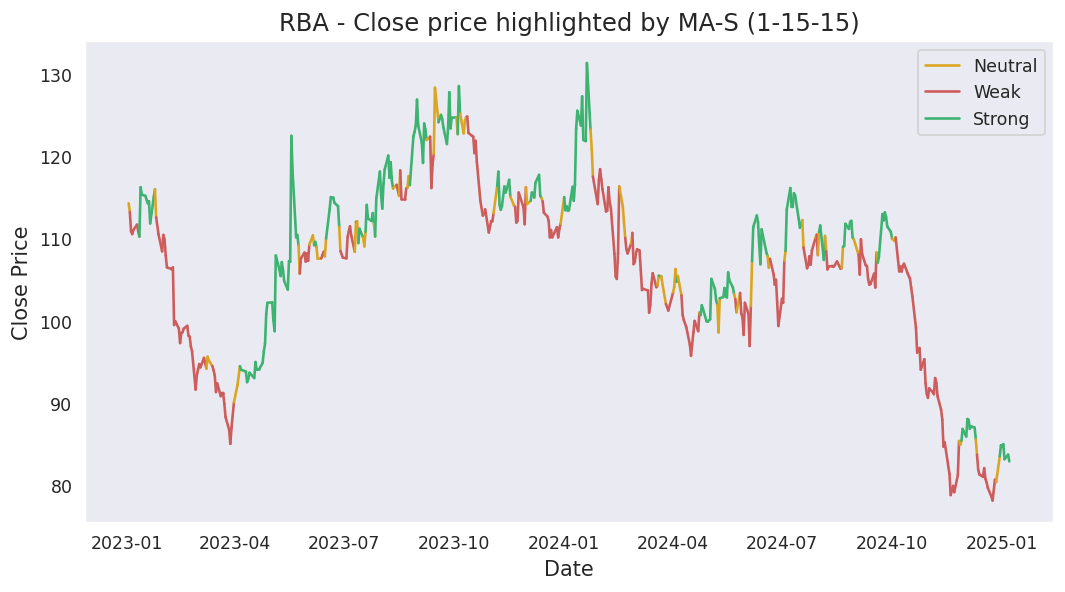 RBA - Close price highlighted by MA-S (1-15-15)
Neutral
Weak
Strong
Close Price
130
120
110
100
90
80
2023-01 2023-04 2023-07 2023-10 2024-01 2024-04 2024-07 2024-10 2025-01
Date